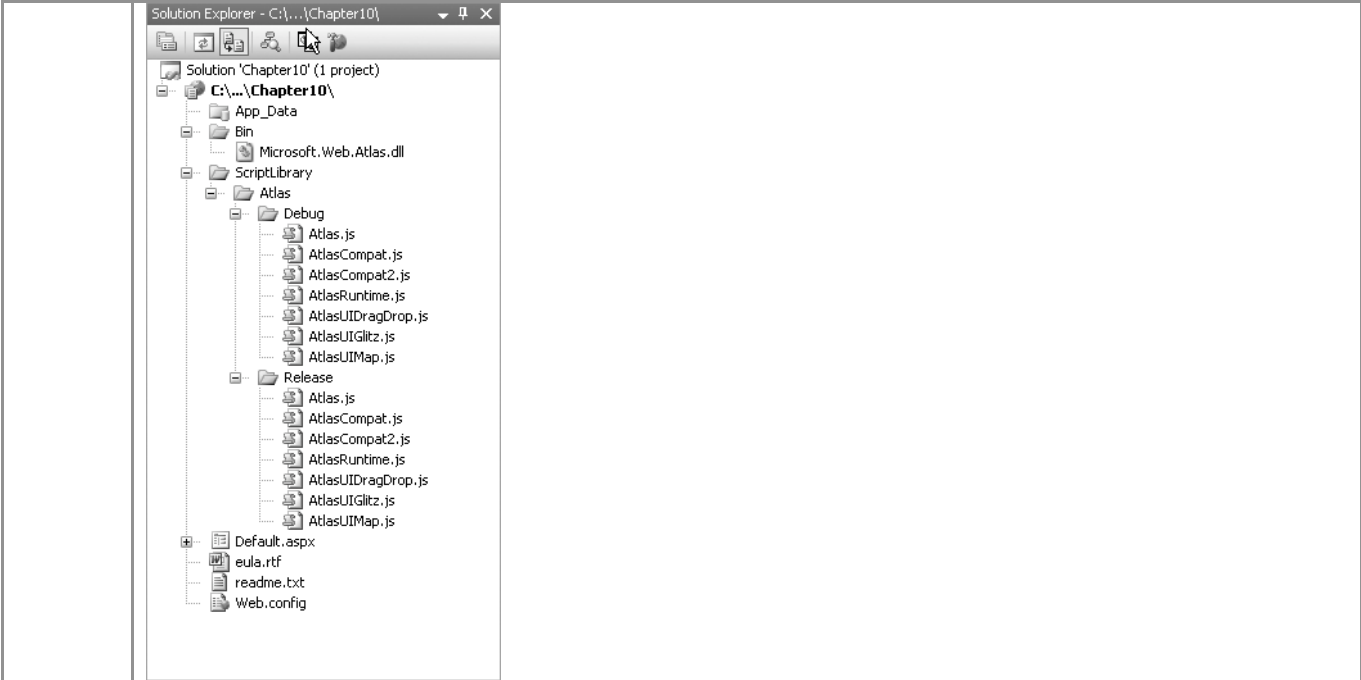 Solution Explorer - C:\...\Chapter10\
Solution 'Chapter10' (1 project)
C:\...\Chapter10\
App_Data
Bin
Microsoft.Web.Atlas.dll
ScriptLibrary
Atlas
Debug
Atlas.js
AtlasCompat.js
AtlasCompat2.js
AtlasRuntime.js
AtlasUIDragDrop.js
AtlasUIGlitz.js
AtlasUIMap.js
Release
Atlas.js
AtlasCompat.js
AtlasCompat2.js
AtlasRuntime.js
AtlasUIDragDrop.js
AtlasUIGlitz.js
AtlasUIMap.js
Default.aspx
eula.rtf
readme.txt
Web.config